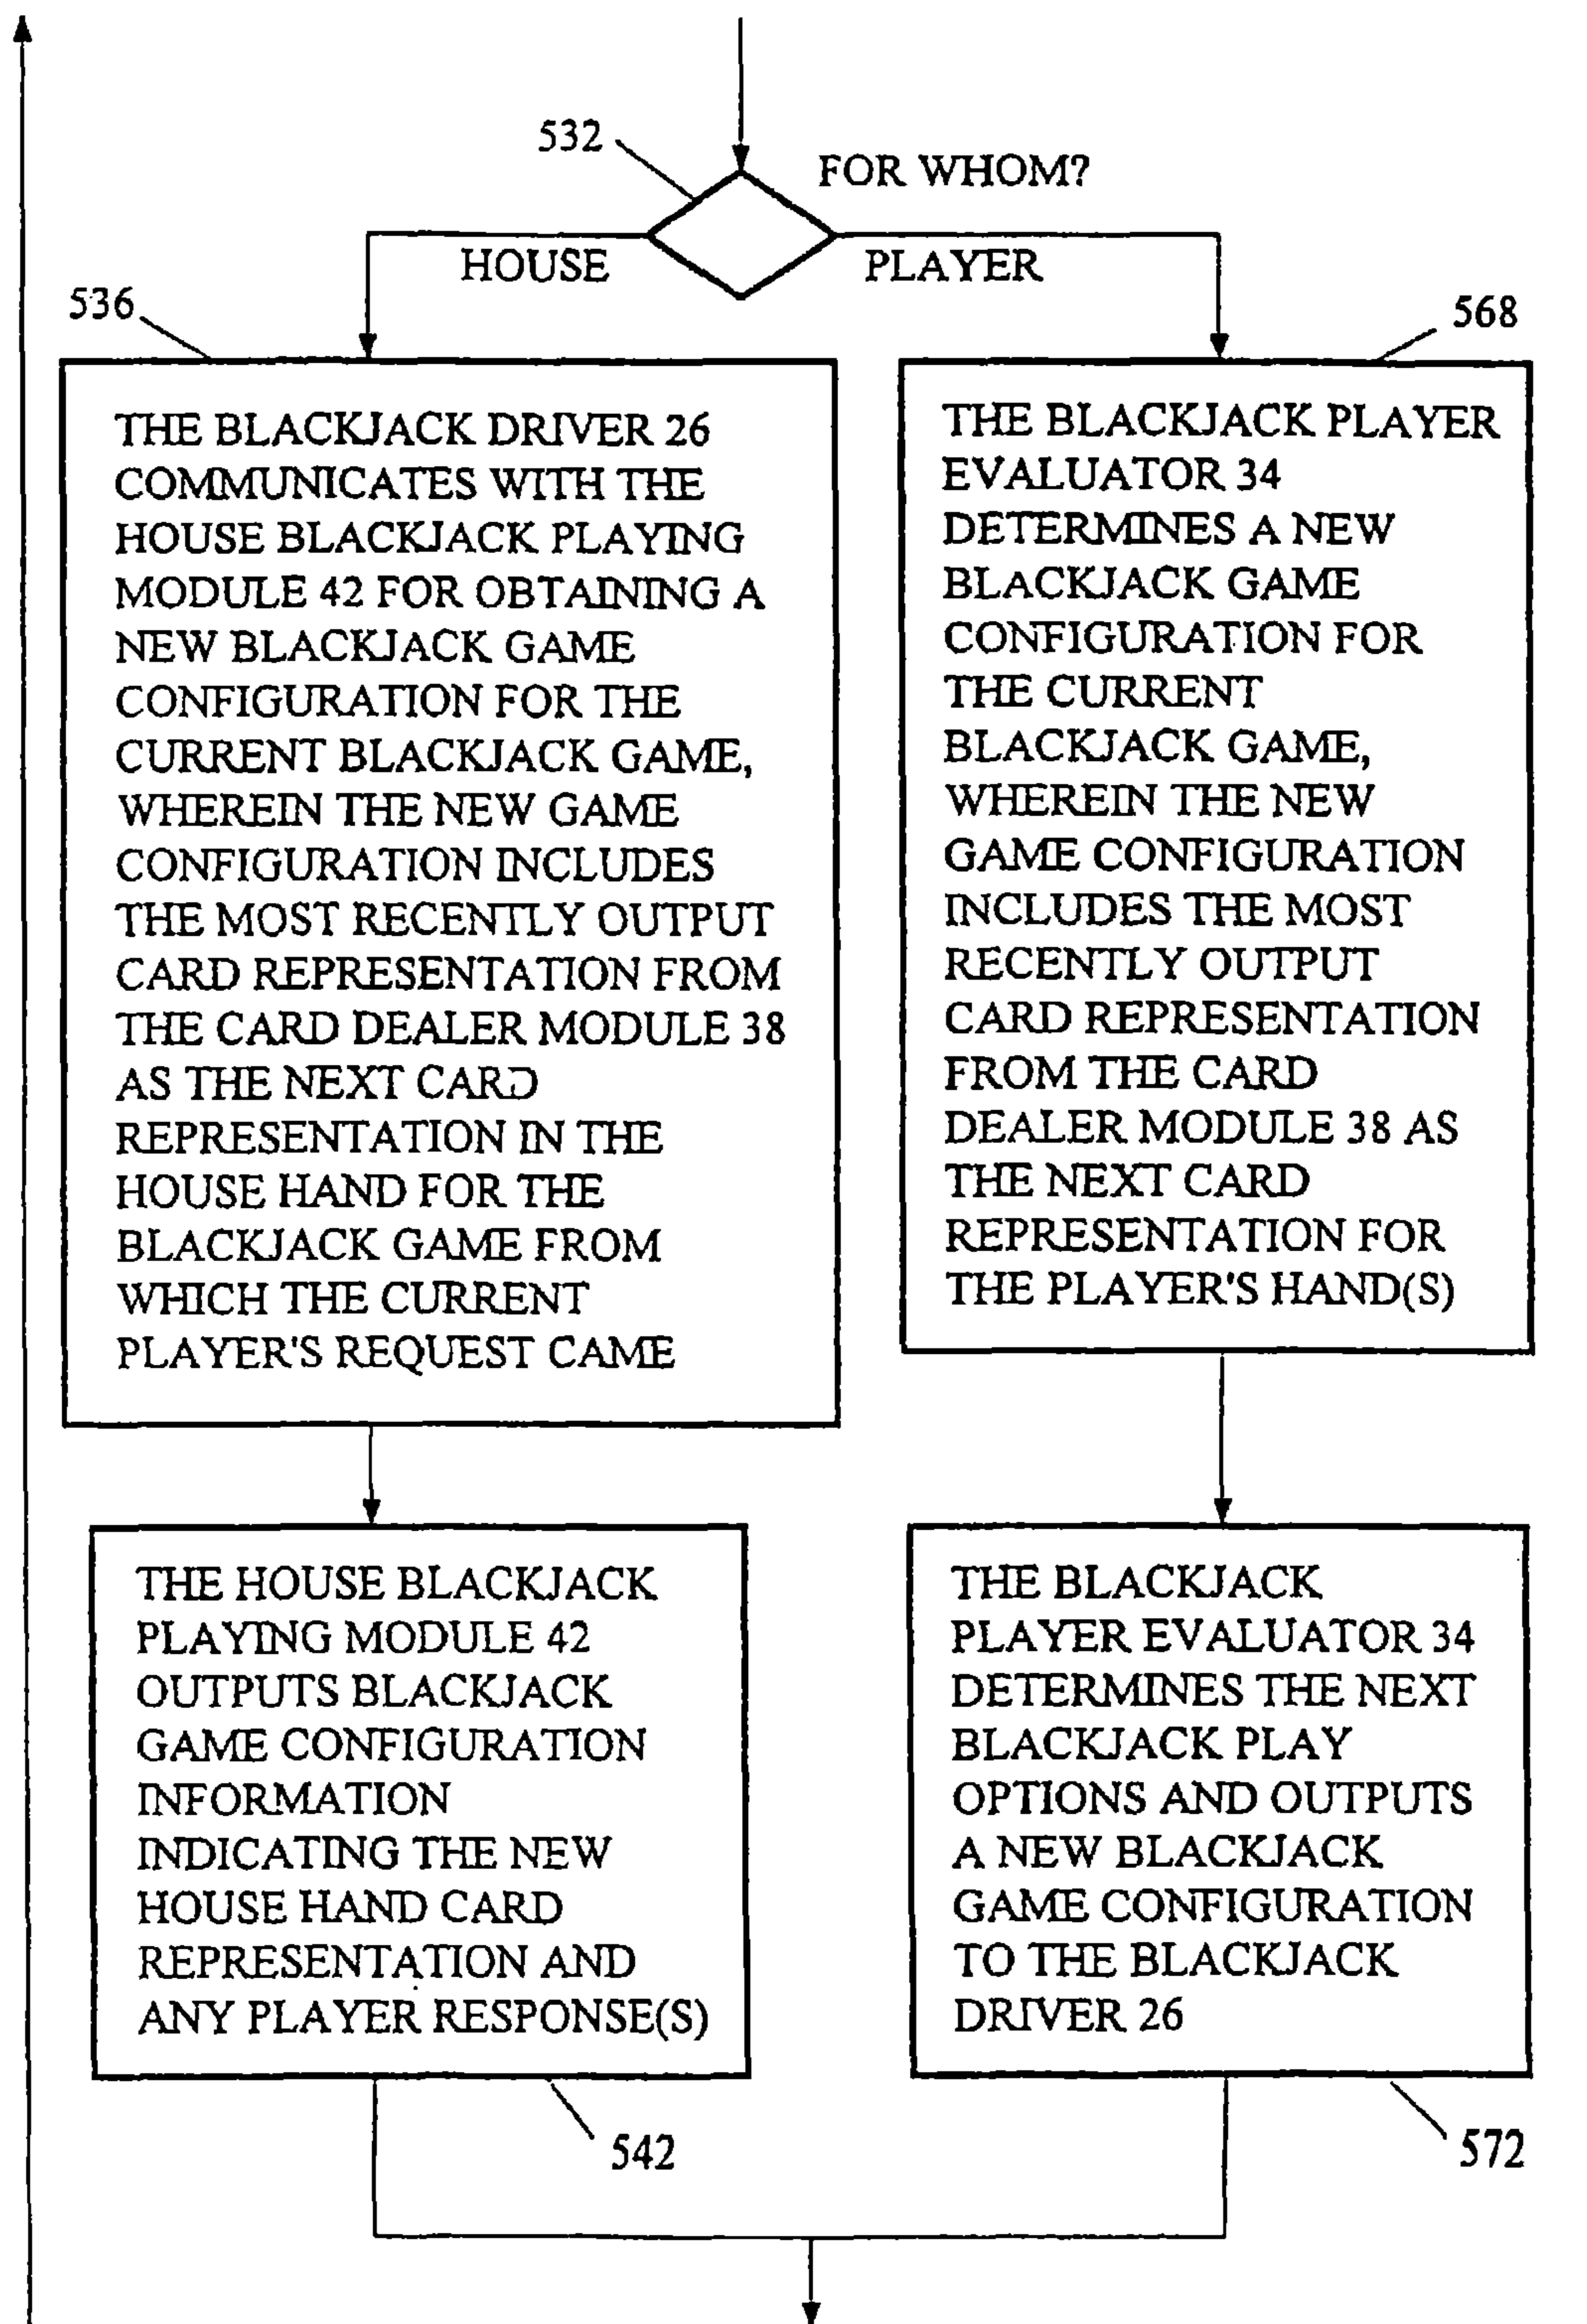 532
FOR WHOM?
HOUSE
PLAYER
536
THE BLACKJACK DRIVER 26
COMMUNICATES WITH THE
HOUSE BLACKJACK PLAYING
MODULE 42 FOR OBTAINING A
NEW BLACKJACK GAME
CONFIGURATION FOR THE
CURRENT BLACKJACK GAME,
WHEREIN THE NEW GAME
CONFIGURATION INCLUDES
THE MOST RECENTLY OUTPUT
CARD REPRESENTATION FROM
THE CARD DEALER MODULE 38
AS THE NEXT CARD
REPRESENTATION IN THE
HOUSE HAND FOR THE
BLACKJACK GAME FROM
WHICH THE CURRENT
PLAYER'S REQUEST CAME
568
THE BLACKJACK PLAYER
EVALUATOR 34
DETERMINES A NEW
BLACKJACK GAME
CONFIGURATION FOR
THE CURRENT
BLACKJACK GAME,
WHEREIN THE NEW
GAME CONFIGURATION
INCLUDES THE MOST
RECENTLY OUTPUT
CARD REPRESENTATION
FROM THE CARD
DEALER MODULE 38 AS
THE NEXT CARD
REPRESENTATION FOR
THE PLAYER'S HAND(S)
THE HOUSE BLACKJACK
PLAYING MODULE 42
OUTPUTS BLACKJACK
GAME CONFIGURATION
INFORMATION
INDICATING THE NEW
HOUSE HAND CARD
REPRESENTATION AND
ANY PLAYER RESPONSE(S)
542
THE BLACKJACK
PLAYER EVALUATOR 34
DETERMINES THE NEXT
BLACKJACK PLAY
OPTIONS AND OUTPUTS
A NEW BLACKJACK
GAME CONFIGURATION
TO THE BLACKJACK
DRIVER 26
572